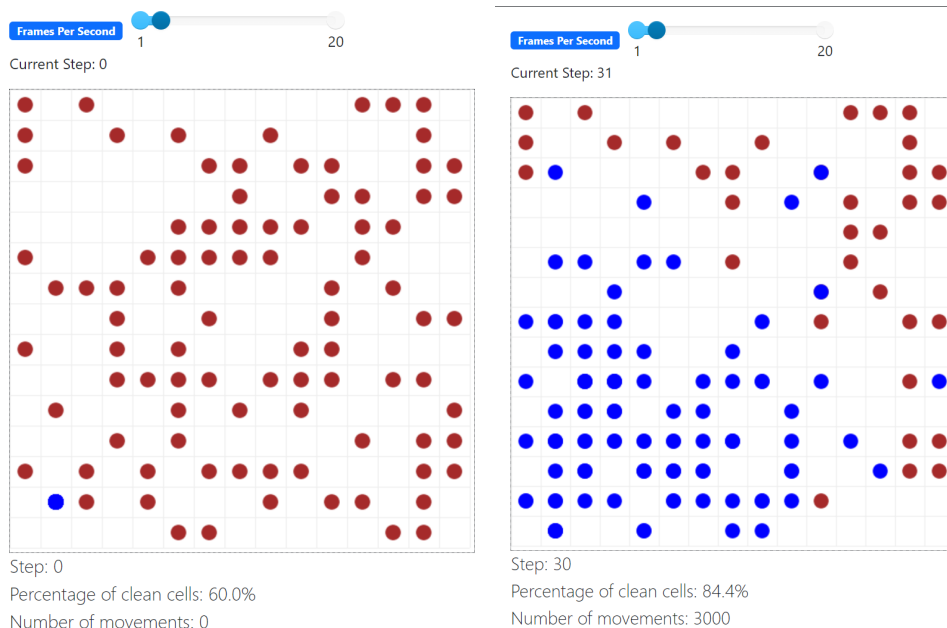 Frames Per Second
1
20
Current Step: 0
Step: 0
Percentage of clean cells: 60.0%
Number of movements: 0
Frames Per Second
1
20
Current Step: 31
Step: 30
Percentage of clean cells: 84.4%
Number of movements: 3000